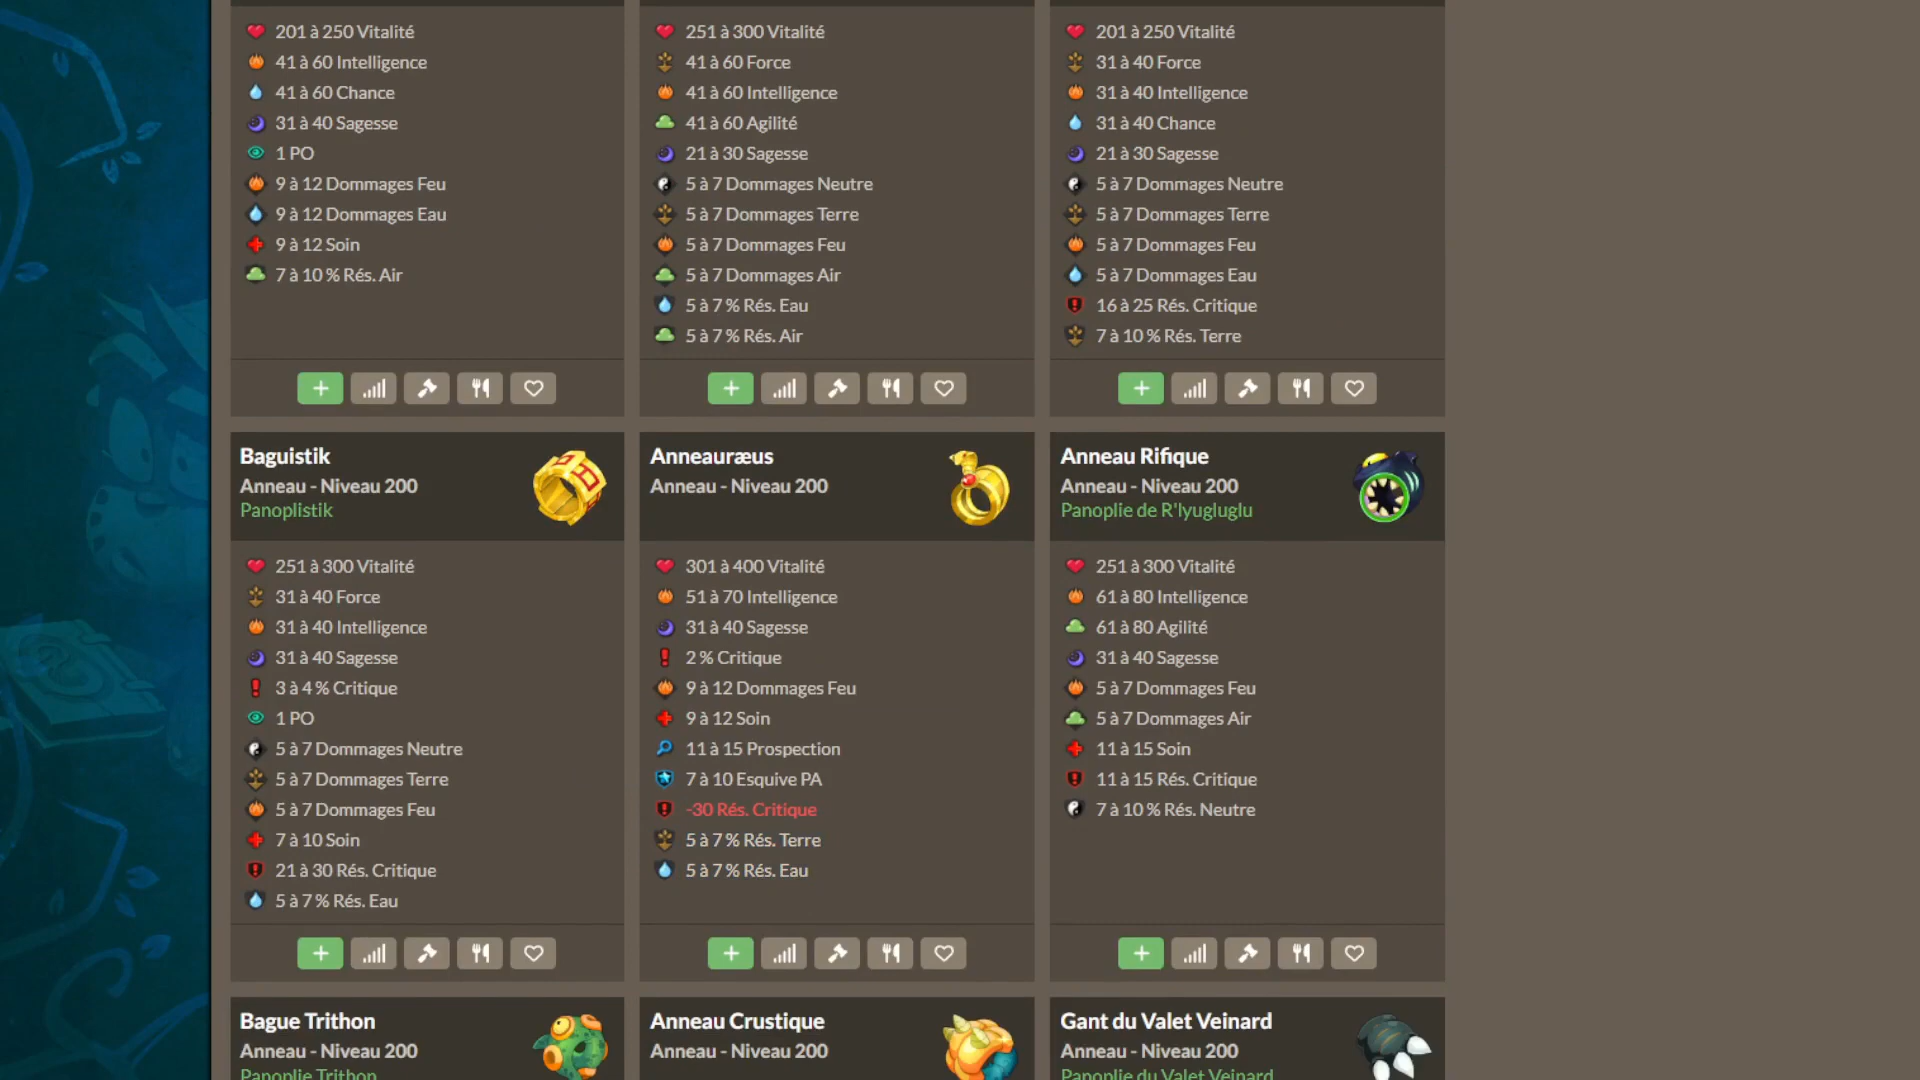 201 à 250 Vitalité
41 à 60 Intelligence
41 à 60 Chance
31 à 40 Sagesse
1 PO
9 à 12 Dommages Feu
9 à 12 Dommages Eau
9 à 12 Soin
7 à 10 % Rés. Air
251 à 300 Vitalité
41 à 60 Force
41 à 60 Intelligence
41 à 60 Agilité
21 à 30 Sagesse
5 à 7 Dommages Neutre
5 à 7 Dommages Terre
5 à 7 Dommages Feu
5 à 7 Dommages Air
5 à 7 % Rés. Eau
5 à 7 % Rés. Air
201 à 250 Vitalité
31 à 40 Force
31 à 40 Intelligence
31 à 40 Chance
21 à 30 Sagesse
5 à 7 Dommages Neutre
5 à 7 Dommages Terre
5 à 7 Dommages Feu
5 à 7 Dommages Eau
16 à 25 Rés. Critique
7 à 10 % Rés. Terre
Baguistik
Anneau - Niveau 200
Panoplistik
251 à 300 Vitalité
31 à 40 Force
31 à 40 Intelligence
31 à 40 Sagesse
3 à 4 % Critique
1 PO
5 à 7 Dommages Neutre
5 à 7 Dommages Terre
5 à 7 Dommages Feu
7 à 10 Soin
21 à 30 Rés. Critique
5 à 7 % Rés. Eau
Anneauræus
Anneau - Niveau 200
301 à 400 Vitalité
51 à 70 Intelligence
31 à 40 Sagesse
2 % Critique
9 à 12 Dommages Feu
9 à 12 Soin
11 à 15 Prospection
7 à 10 Esquive PA
-30 Rés. Critique
5 à 7 % Rés. Terre
5 à 7 % Rés. Eau
Anneau Rifique
Anneau - Niveau 200
Panoplie de R'lyugluglu
251 à 300 Vitalité
61 à 80 Intelligence
61 à 80 Agilité
31 à 40 Sagesse
5 à 7 Dommages Feu
5 à 7 Dommages Air
11 à 15 Soin
11 à 15 Rés. Critique
7 à 10 % Rés. Neutre
Bague Trithon
Anneau - Niveau 200
Panoplie Trithon
Anneau Crustique
Anneau - Niveau 200
Gant du Valet Veinard
Anneau - Niveau 200
Panoplie du Valet Veinard